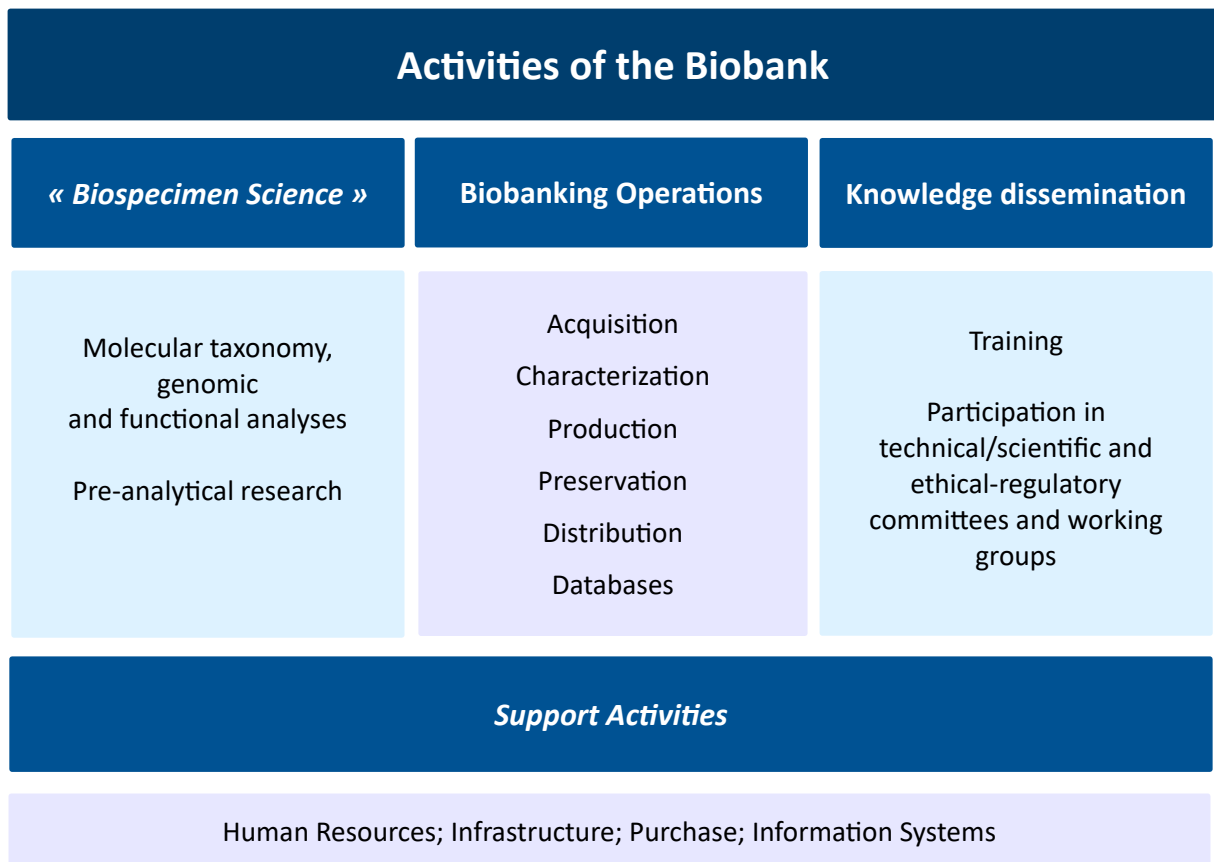 Activities of the Biobank
« Biospecimen Science »
Biobanking Operations
Knowledge dissemination
Molecular taxonomy,
genomic
and functional analyses
Pre-analytical research
Acquisition
Characterization
Production
Preservation
Distribution
Databases
Training
Participation in
technical/scientific and
ethical-regulatory
committees and working
groups
Support Activities
Human Resources; Infrastructure; Purchase; Information Systems